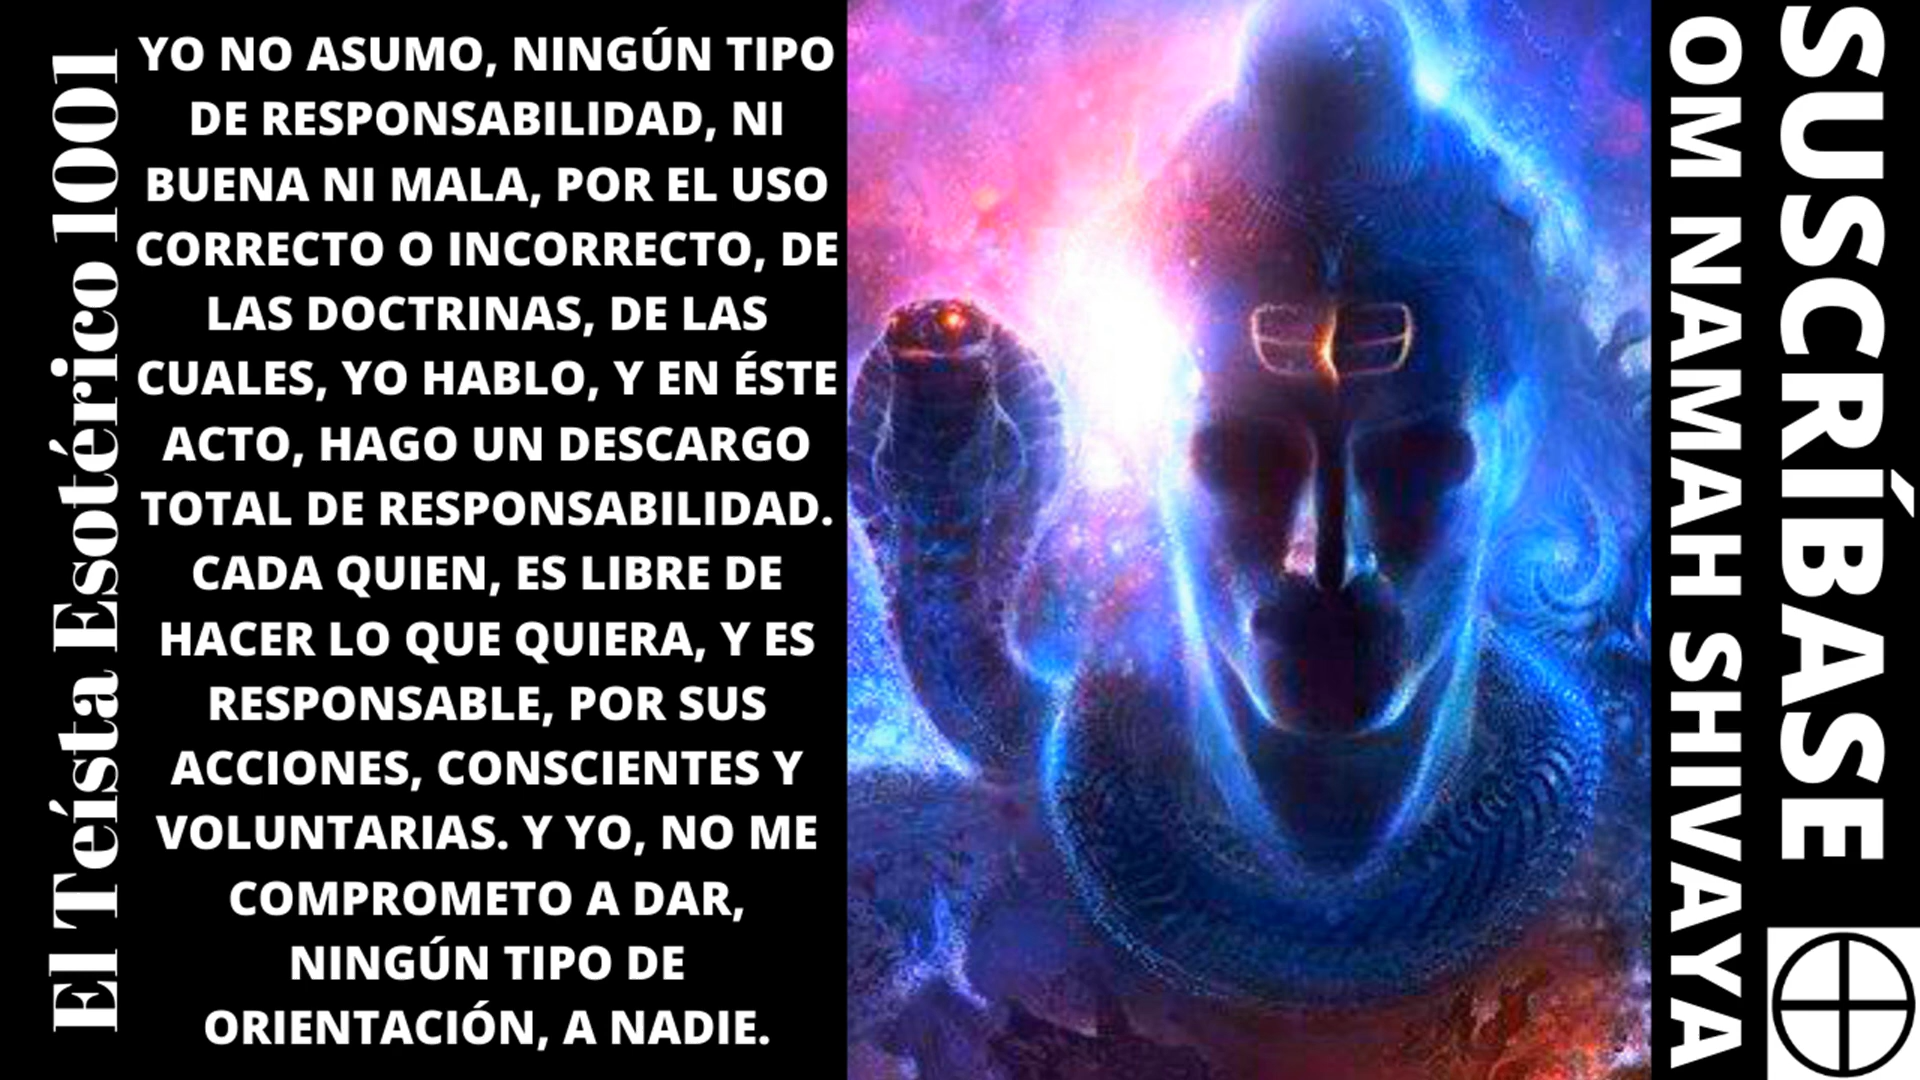 El Teísta Esotérico 1001
YO NO ASUMO, NINGÚN TIPO
DE RESPONSABILIDAD, NI
BUENA NI MALA, POR EL USO
CORRECTO O INCORRECTO, DE
LAS DOCTRINAS, DE LAS
CUALES, YO HABLO, Y EN ÉSTE
ACTO, HAGO UN DESCARGO
TOTAL DE RESPONSABILIDAD.
CADA QUIEN, ES LIBRE DE
HACER LO QUE QUIERA, Y ES
RESPONSABLE, POR SUS
ACCIONES, CONSCIENTES Y
VOLUNTARIAS. Y YO, NO ME
COMPROMETO A DAR,
NINGÚN TIPO DE
ORIENTACIÓN, A NADIE.
OM NAMAH SHIVAYA
SUSCRÍBASE